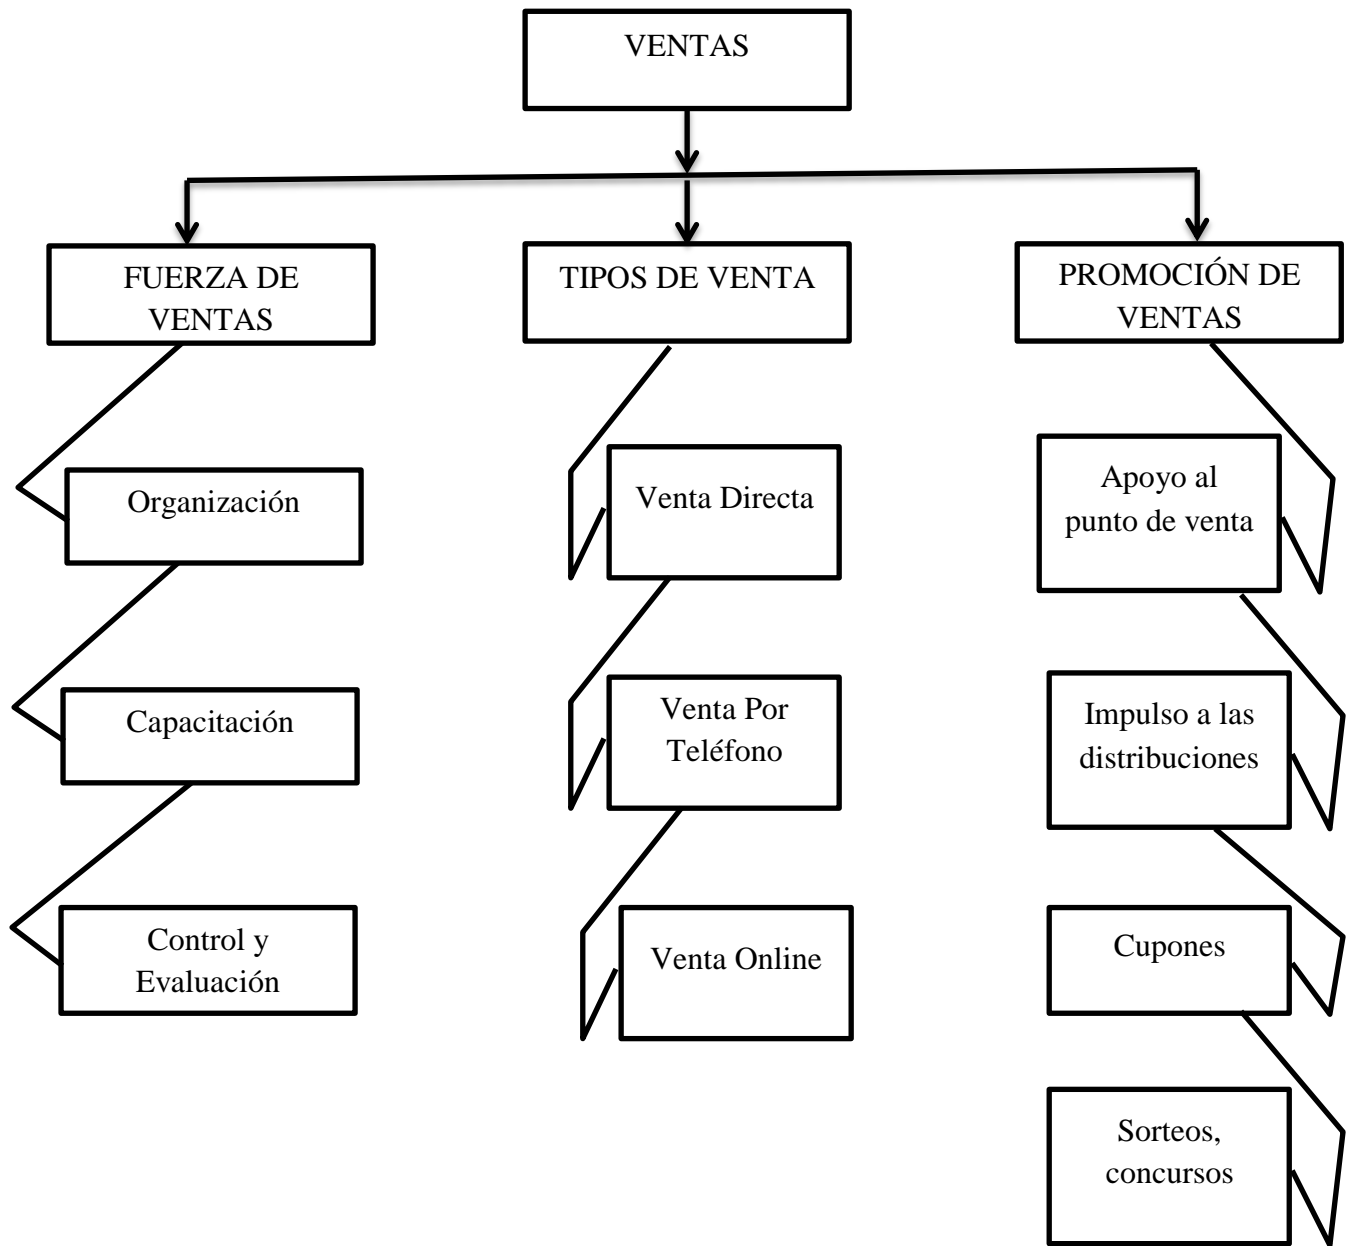 VENTAS
FUERZA DE
VENTAS
TIPOS DE VENTA
PROMOCIÓN DE
VENTAS
Organización
Capacitación
Control y
Evaluación
Venta Directa
Venta Por
Teléfono
Venta Online
Apoyo al
punto de venta
Impulso a las
distribuciones
Cupones
Sorteos,
concursos